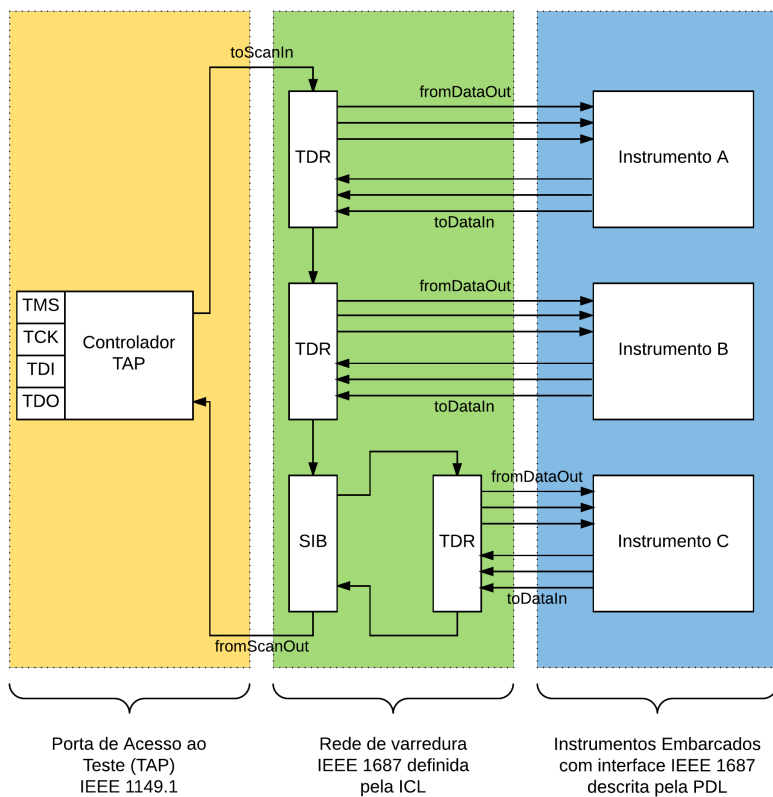 toScanIn
fromDataOut
TDR
Instrumento A
toDataIn
fromDataOut
TMS
TCK
TDI
TDO
Controlador
TAP
TDR
Instrumento B
toDataIn
fromDataOut
SIB
TDR
Instrumento C
toDataIn
fromScanOut
Porta de Acesso ao
Teste (TAP)
IEEE 1149.1
Rede de varredura
IEEE 1687 definida
pela ICL
Instrumentos Embarcados
com interface IEEE 1687
descrita pela PDL